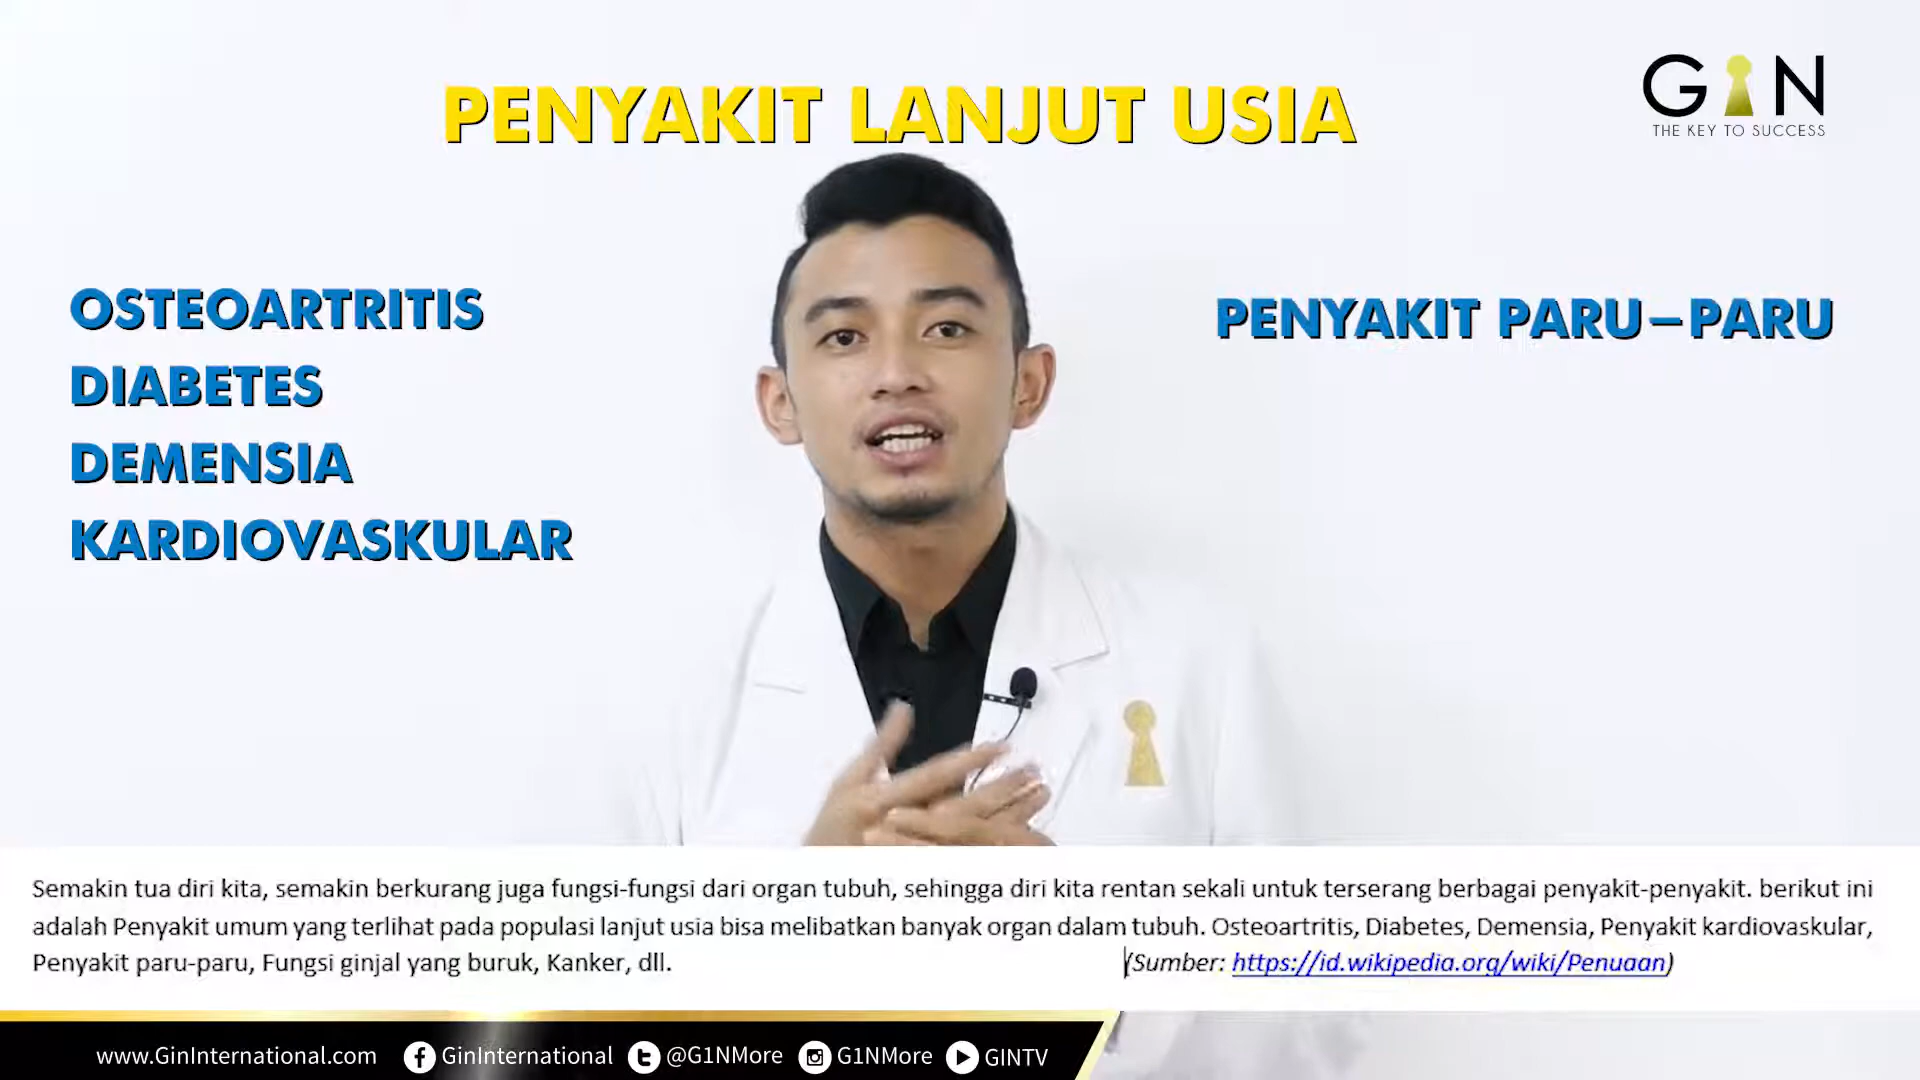 PENYAKIT LANJUT USIA
G N
THE KEY TO SUCCESS
OSTEOARTRITIS
DIABETES
DEMENSIA
KARDIOVASKULAR
PENYAKIT PARU-PARU
Semakin tua diri kita, semakin berkurang juga fungsi-fungsi dari organ tubuh, sehingga diri kita rentan sekali untuk terserang berbagai penyakit-penyakit. berikut ini
adalah Penyakit umum yang terlihat pada populasi lanjut usia bisa melibatkan banyak organ dalam tubuh. Osteoartritis, Diabetes, Demensia, Penyakit kardiovaskular,
Penyakit paru-paru, Fungsi ginjal yang buruk, Kanker, dll. (Sumber: https://id.wikipedia.org/wiki/Penuaan)
www.GinInternational.com GinInternational @G1NMore G1NMore GINTV